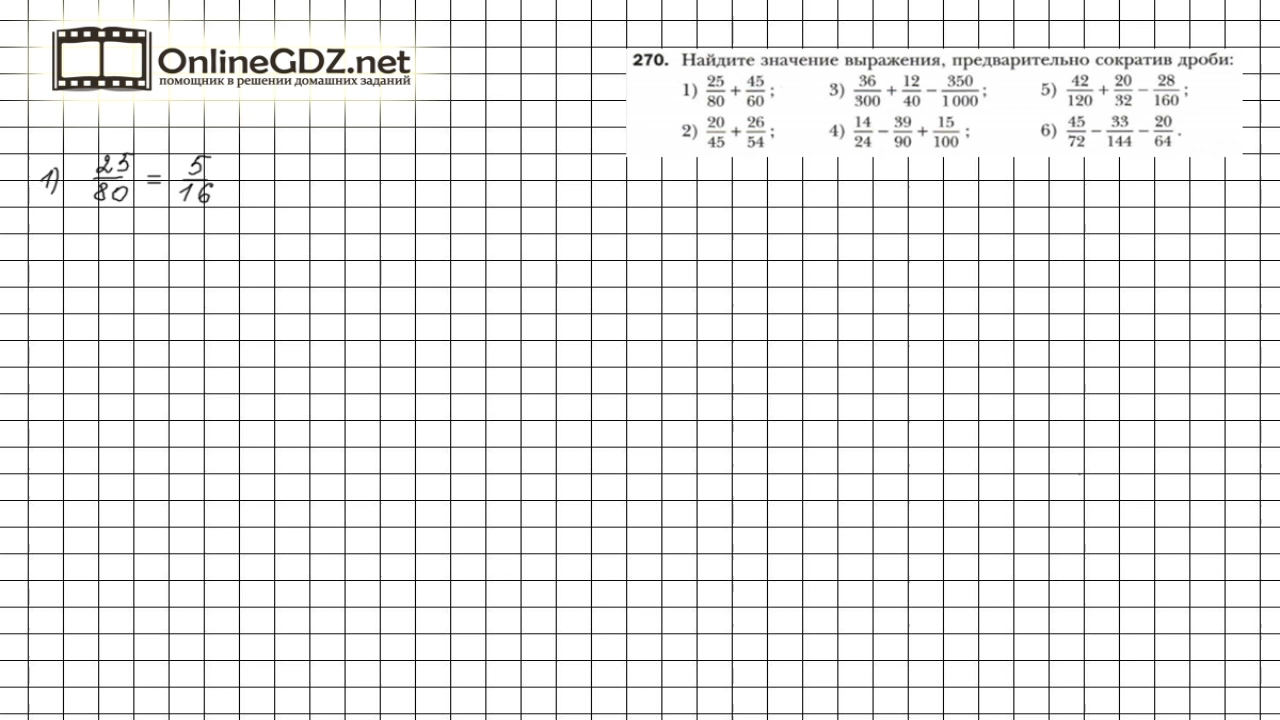 OnlineGDZ.net
помощник в решении домашних заданий
270. Найдите значение выражения, предварительно сократив дроби:
1) 25/80 + 45/60; 3) 36/300 + 12/40 − 350/1000; 5) 42/120 + 20/32 − 28/160;
2) 20/45 + 26/54; 4) 14/24 − 39/90 + 15/100; 6) 45/72 − 33/144 − 20/64.
1) 25/80 = 5/16